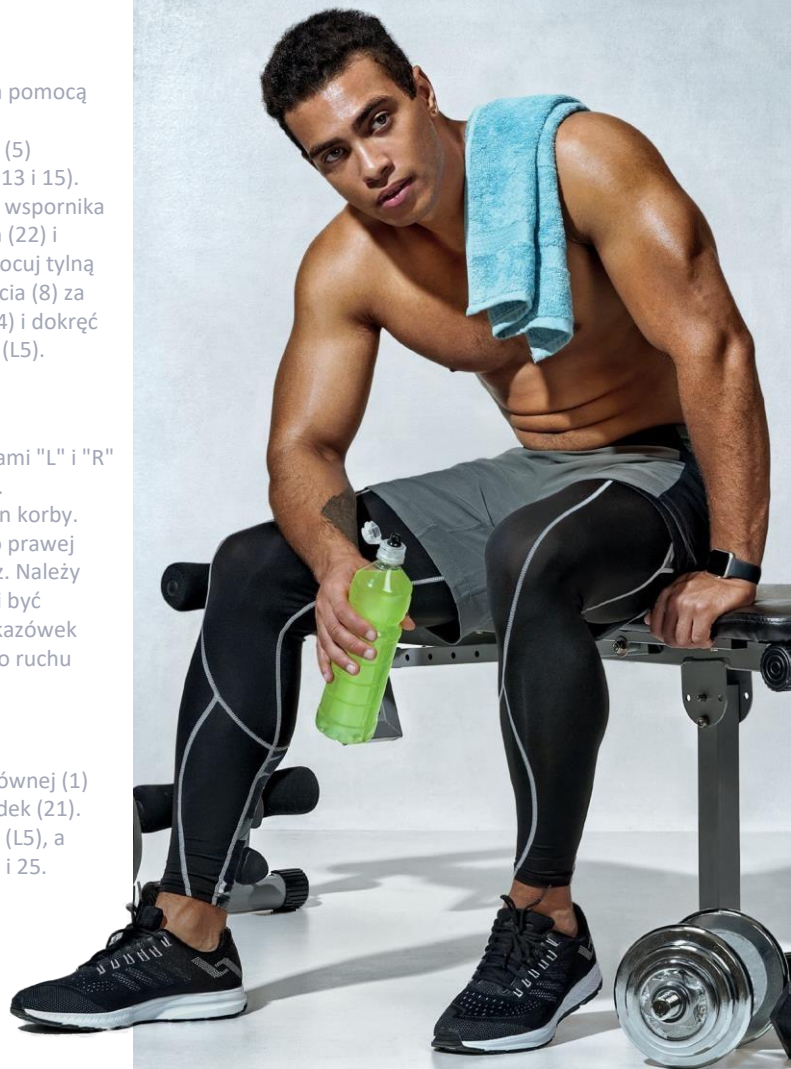 pomocą
(5)
13 i 15).
wspornika
(22) i
ocuj tylną
cia (8) za
4) i dokręć
(L5).
ami "L" i "R"
n korby.
prawej
z. Należy
i być
kazówek
o ruchu
ównej (1)
dek (21).
(L5), a
i 25.